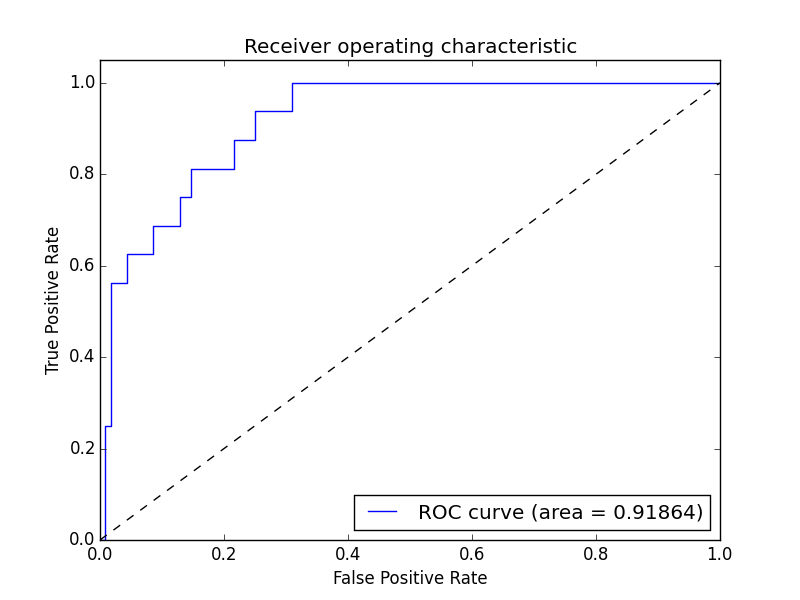 Receiver operating characteristic
1.0
0.8
0.6
0.4
0.2
0.0
True Positive Rate
ROC curve (area = 0.91864)
0.0 0.2 0.4 0.6 0.8 1.0
False Positive Rate